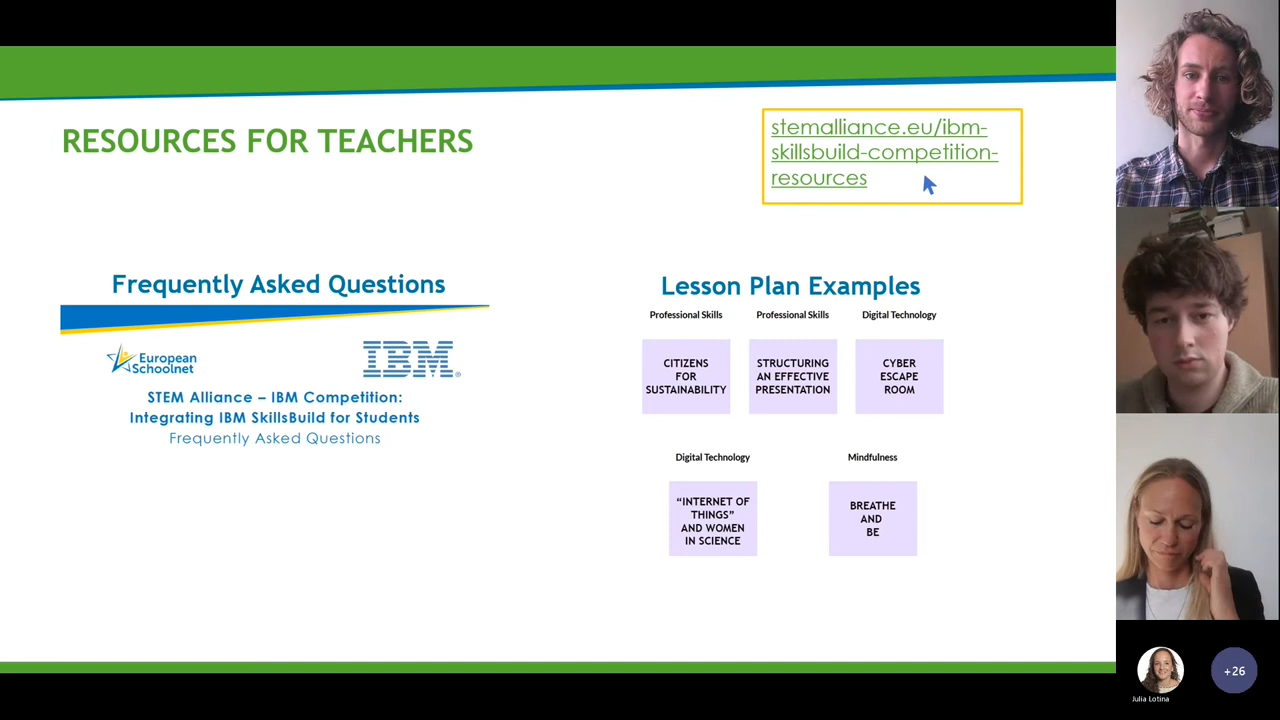 RESOURCES FOR TEACHERS
stemalliance.eu/ibm-
skillsbuild-competition-
resources
Frequently Asked Questions
European
Schoolnet
IBM®
STEM Alliance – IBM Competition:
Integrating IBM SkillsBuild for Students
Frequently Asked Questions
Lesson Plan Examples
Professional Skills
CITIZENS
FOR
SUSTAINABILITY
Professional Skills
STRUCTURING
AN EFFECTIVE
PRESENTATION
Digital Technology
CYBER
ESCAPE
ROOM
Digital Technology
“INTERNET OF
THINGS”
AND WOMEN
IN SCIENCE
Mindfulness
BREATHE
AND
BE
Julia Lotina
+26